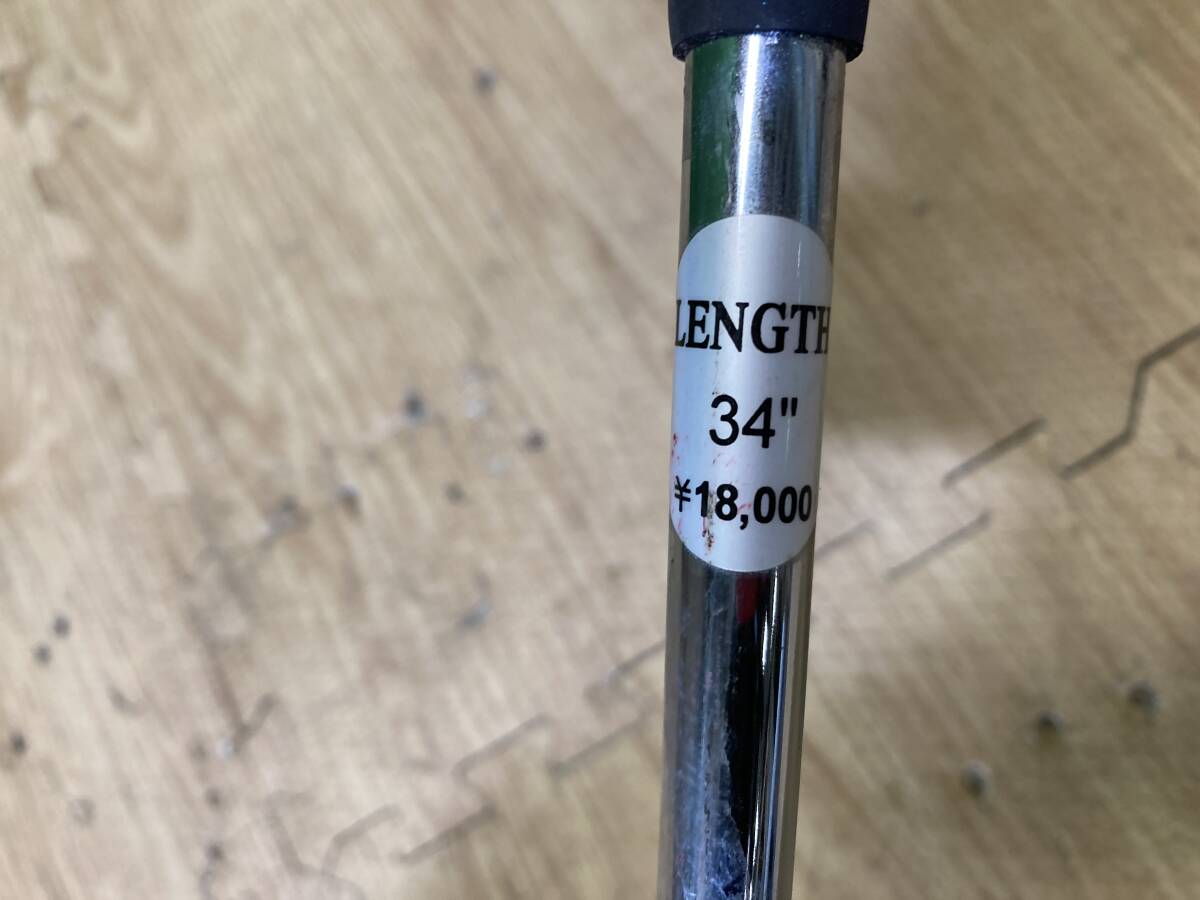 LENGTH
34"
¥18,000